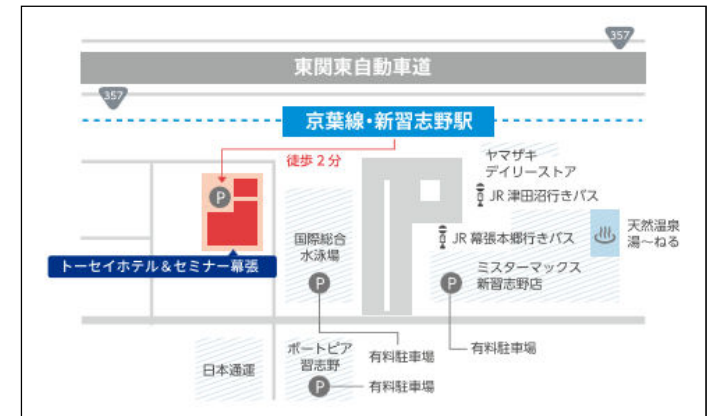 357
東関東自動車道
357
京葉線・新習志野駅
徒歩2分
ヤマザキ
デイリーストア
P
JR 津田沼行きバス
国際総合
水泳場
JR 幕張本郷行きバス
天然温泉
湯〜ねる
トーセイホテル&セミナー幕張
ミスターマックス
新習志野店
P
P
ボートピア
習志野
有料駐車場
有料駐車場
日本通運
P
有料駐車場